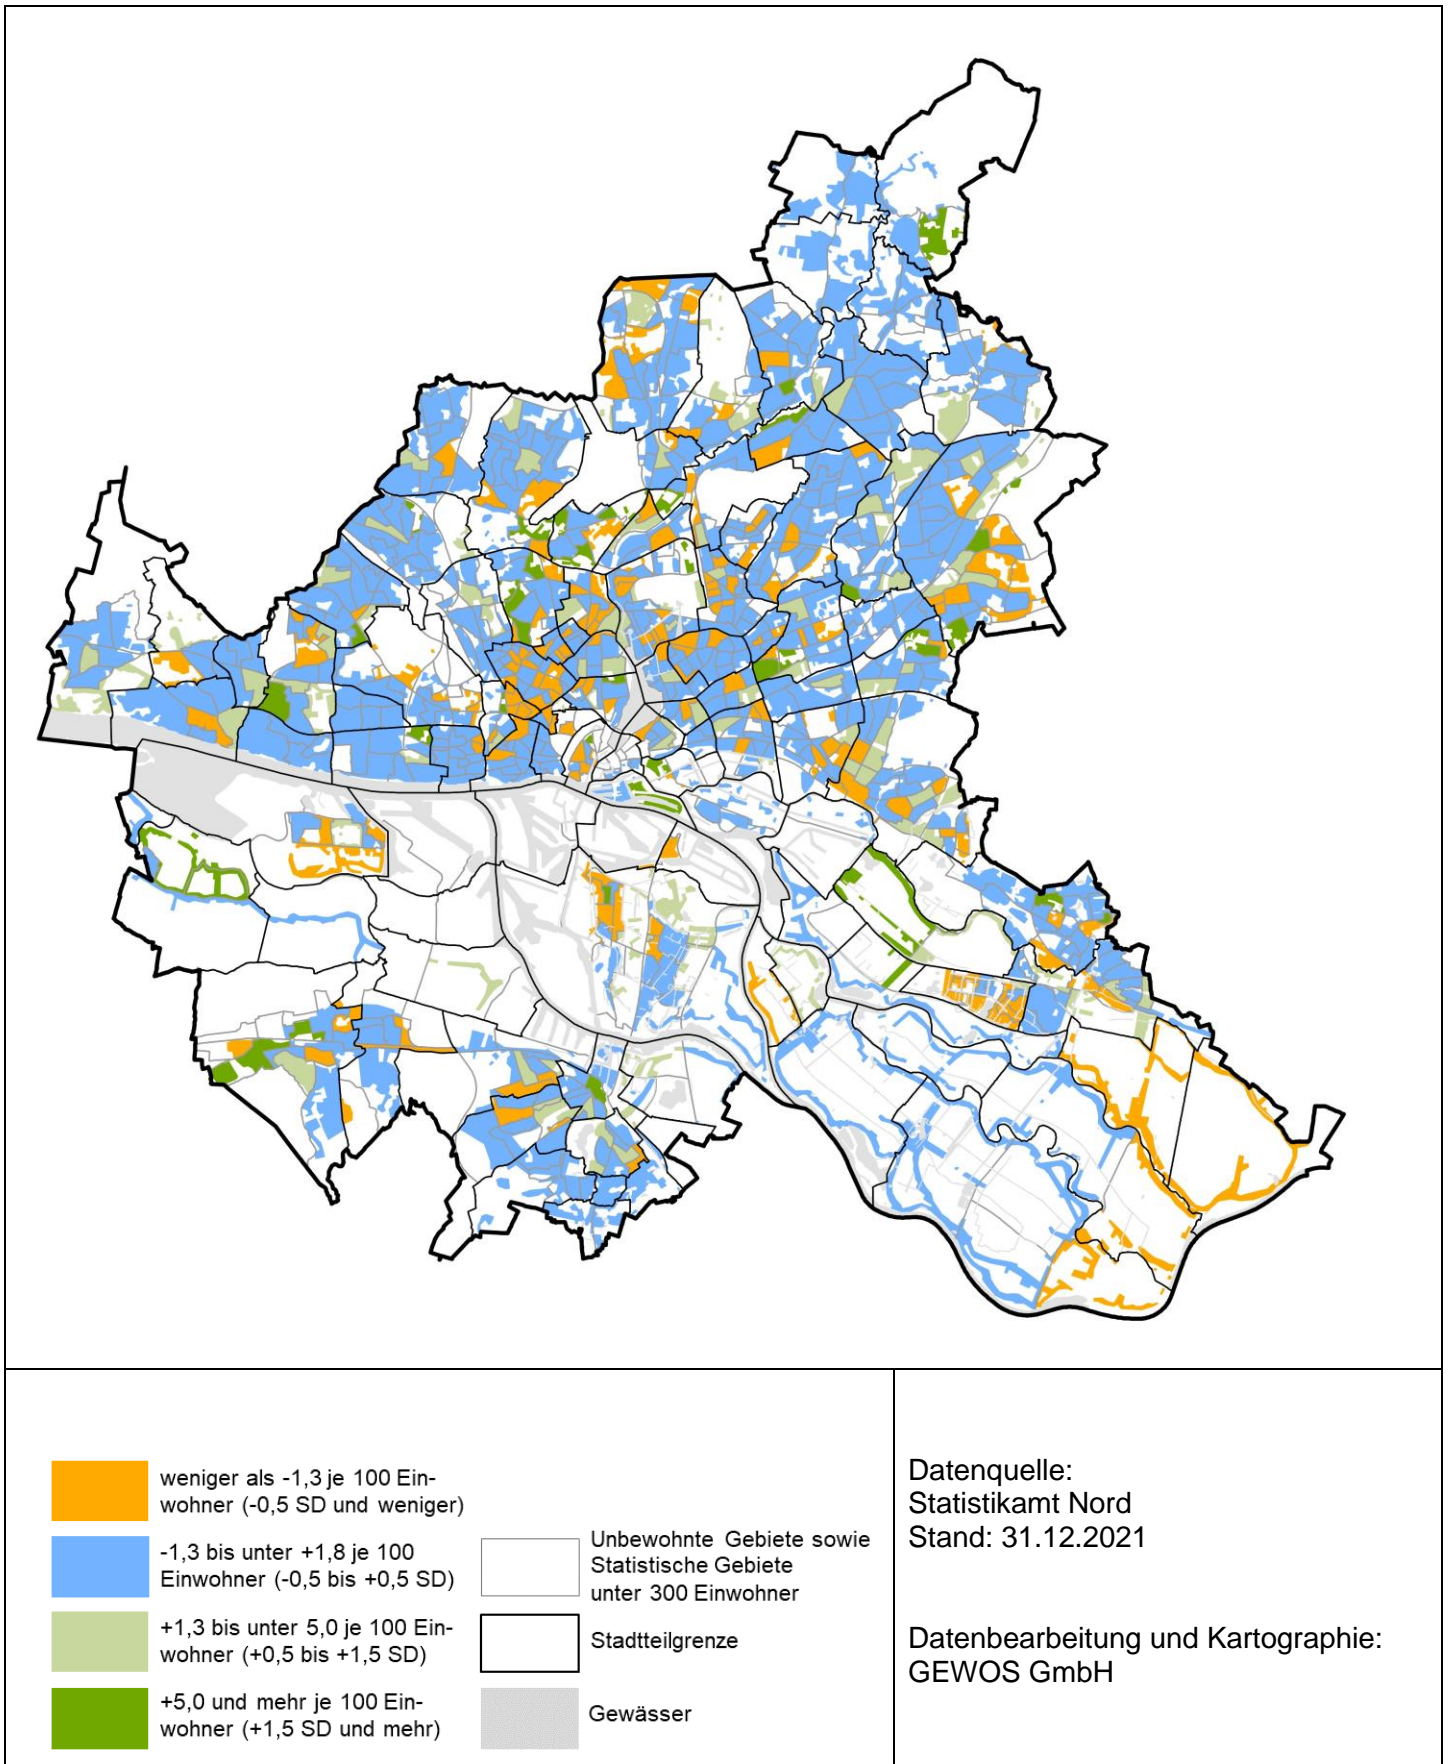 weniger als -1,3 je 100 Ein-
wohner (-0,5 SD und weniger)
-1,3 bis unter +1,8 je 100
Einwohner (-0,5 bis +0,5 SD)
+1,3 bis unter 5,0 je 100 Ein-
wohner (+0,5 bis +1,5 SD)
+5,0 und mehr je 100 Ein-
wohner (+1,5 SD und mehr)
Unbewohnte Gebiete sowie
Statistische Gebiete
unter 300 Einwohner
Stadtteilgrenze
Gewässer
Datenquelle:
Statistikamt Nord
Stand: 31.12.2021
Datenbearbeitung und Kartographie:
GEWOS GmbH